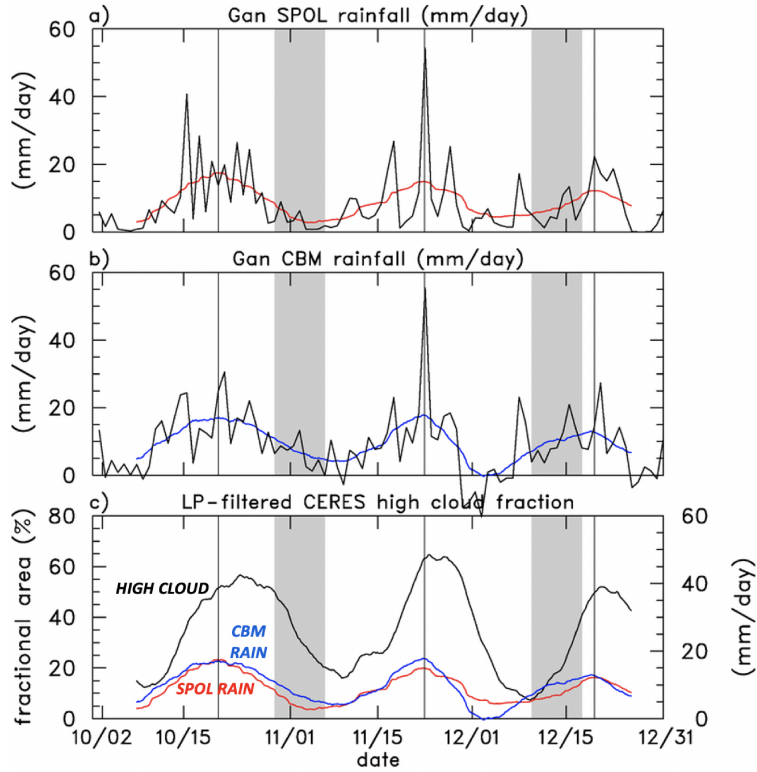 a) Gan SPOL rainfall (mm/day)
60
40
20
0
(mm/day)
b) Gan CBM rainfall (mm/day)
60
40
20
0
(mm/day)
c) LP-filtered CERES high cloud fraction
80
60
40
20
0
fractional area (%)
HIGH CLOUD
CBM
RAIN
SPOL RAIN
60
40
20
0
(mm/day)
10/02 10/15 11/01 11/15 12/01 12/15 12/31
date